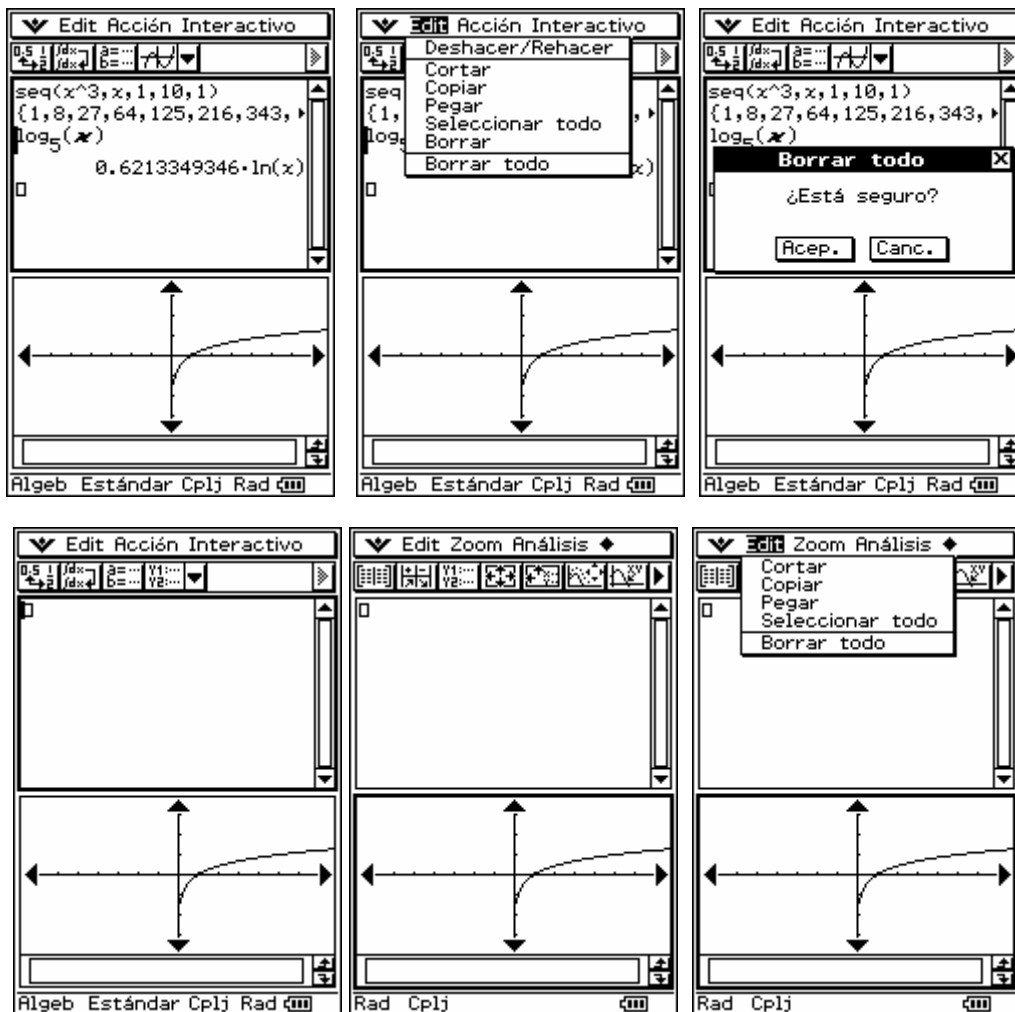 Edit Acción Interactivo
seq(x^3,x,1,10,1)
{1,8,27,64,125,216,343,
log5(x)
0.6213349346·ln(x)
Algeb Estándar Cplj Rad
Edit Acción Interactivo
Deshacer/Rehacer
Cortar
Copiar
Pegar
Seleccionar todo
Borrar
Borrar todo
seq
{1,
log5
x)
Algeb Estándar Cplj Rad
Edit Acción Interactivo
seq(x^3,x,1,10,1)
{1,8,27,64,125,216,343,
log5(x)
Borrar todo X
¿Está seguro?
Acep. Canc.
Algeb Estándar Cplj Rad
Edit Acción Interactivo
Algeb Estándar Cplj Rad
Edit Zoom Análisis
Rad Cplj
Edit Zoom Análisis
Cortar
Copiar
Pegar
Seleccionar todo
Borrar todo
Rad Cplj